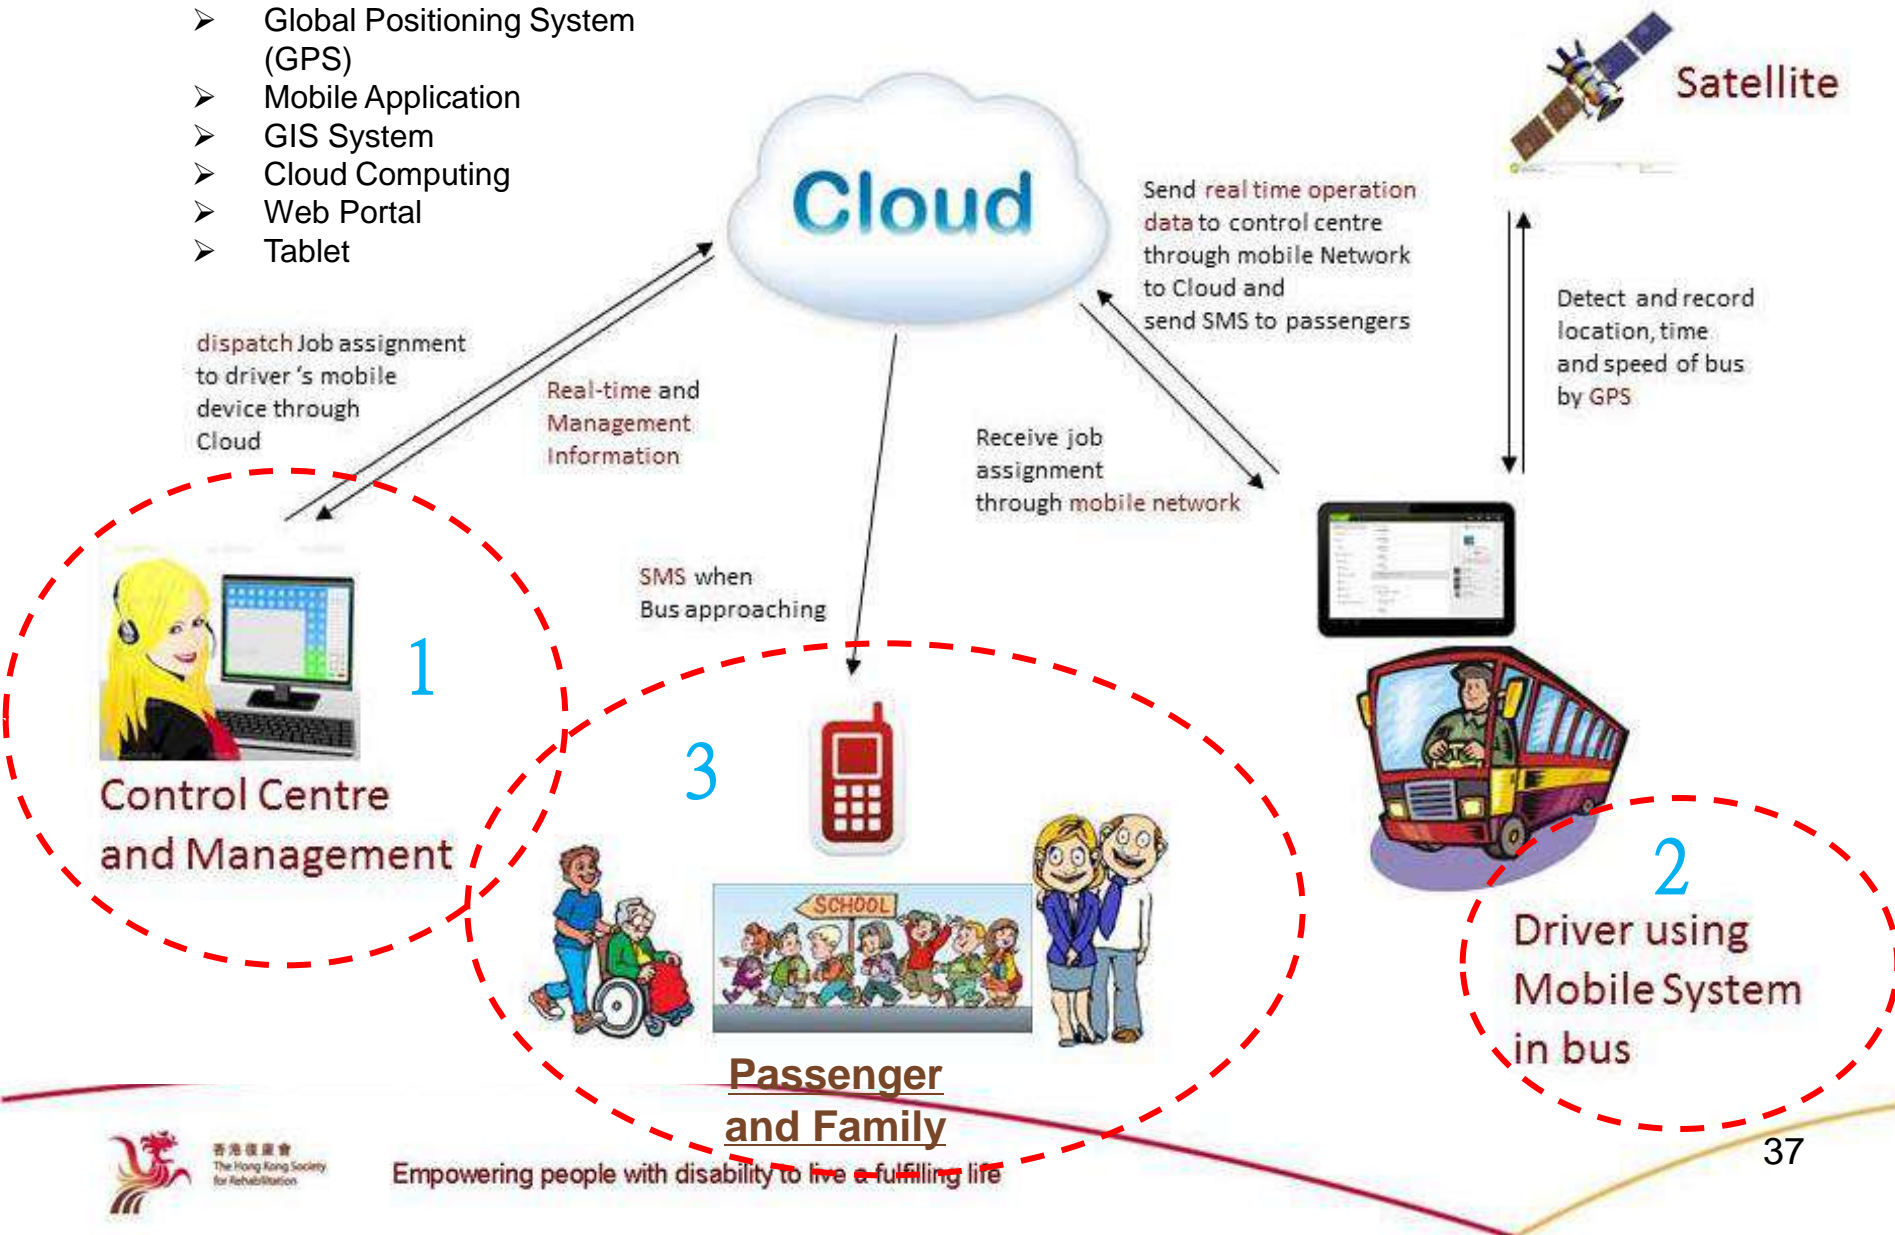 ➢ Global Positioning System
(GPS)
➢ Mobile Application
➢ GIS System
➢ Cloud Computing
➢ Web Portal
➢ Tablet
Cloud
Satellite
Send real time operation
data to control centre
through mobile Network
to Cloud and
send SMS to passengers
Detect and record
location, time
and speed of bus
by GPS
dispatch Job assignment
to driver ‘s mobile
device through
Cloud
Real-time and
Management
Information
Receive job
assignment
through mobile network
SMS when
Bus approaching
1
Control Centre
and Management
3
SCHOOL
Passenger
and Family
2
Driver using
Mobile System
in bus
香港復康會
The Hong Kong Society
for Rehabilitation
Empowering people with disability to live a fulfilling life
37